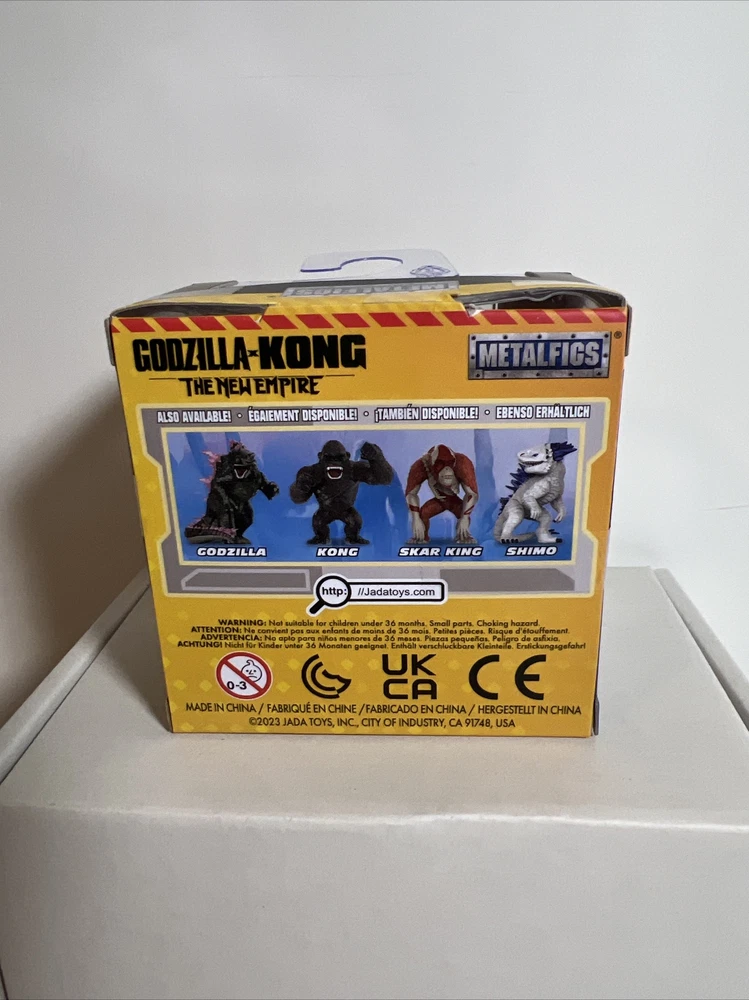 METALFIGS
GODZILLA x KONG
THE NEW EMPIRE
METALFIGS ®
ALSO AVAILABLE! • ÉGALEMENT DISPONIBLE! • ¡TAMBIÉN DISPONIBLE! • EBENSO ERHÄLTLICH
GODZILLA KONG SKAR KING SHIMO
http: //Jadatoys.com
WARNING: Not suitable for children under 36 months. Small parts. Choking hazard.
ATTENTION: Ne convient pas aux enfants de moins de 36 mois. Petites pièces. Risque d'étouffement.
ADVERTENCIA: No apto para niños menores de 36 meses. Piezas pequeñas. Peligro de asfixia.
ACHTUNG! Nicht für Kinder unter 36 Monaten geeignet. Enthält verschluckbare Kleinteile. Erstickungsgefahr!
0-3 UK CA CE
MADE IN CHINA / FABRIQUÉ EN CHINE / FABRICADO EN CHINA / HERGESTELLT IN CHINA
©2023 JADA TOYS, INC., CITY OF INDUSTRY, CA 91748, USA